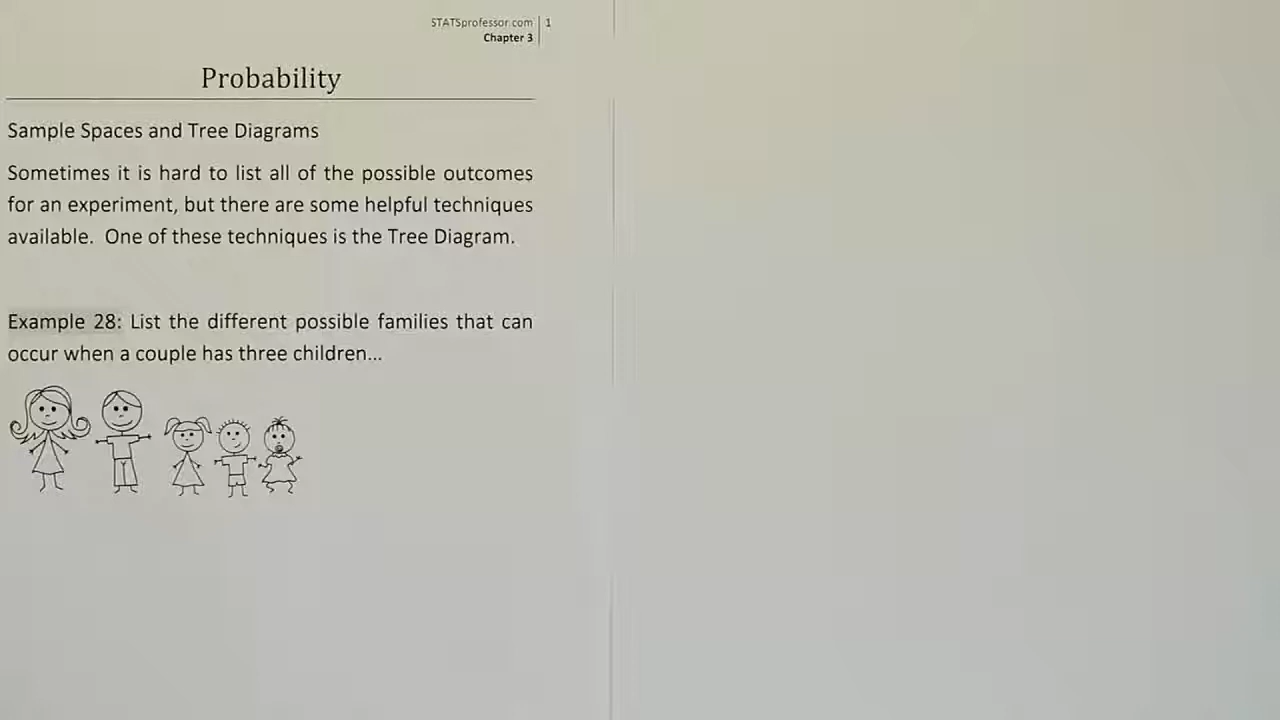 STATSprofessor.com 1
Chapter 3
Probability
Sample Spaces and Tree Diagrams
Sometimes it is hard to list all of the possible outcomes
for an experiment, but there are some helpful techniques
available. One of these techniques is the Tree Diagram.
Example 28: List the different possible families that can
occur when a couple has three children...